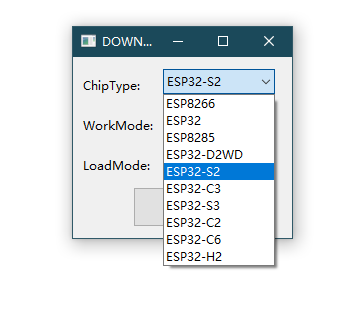 DOWN...
ChipType: ESP32-S2
ESP8266
ESP32
WorkMode:
ESP8285
ESP32-D2WD
LoadMode:
ESP32-S2
ESP32-C3
ESP32-S3
ESP32-C2
ESP32-C6
ESP32-H2